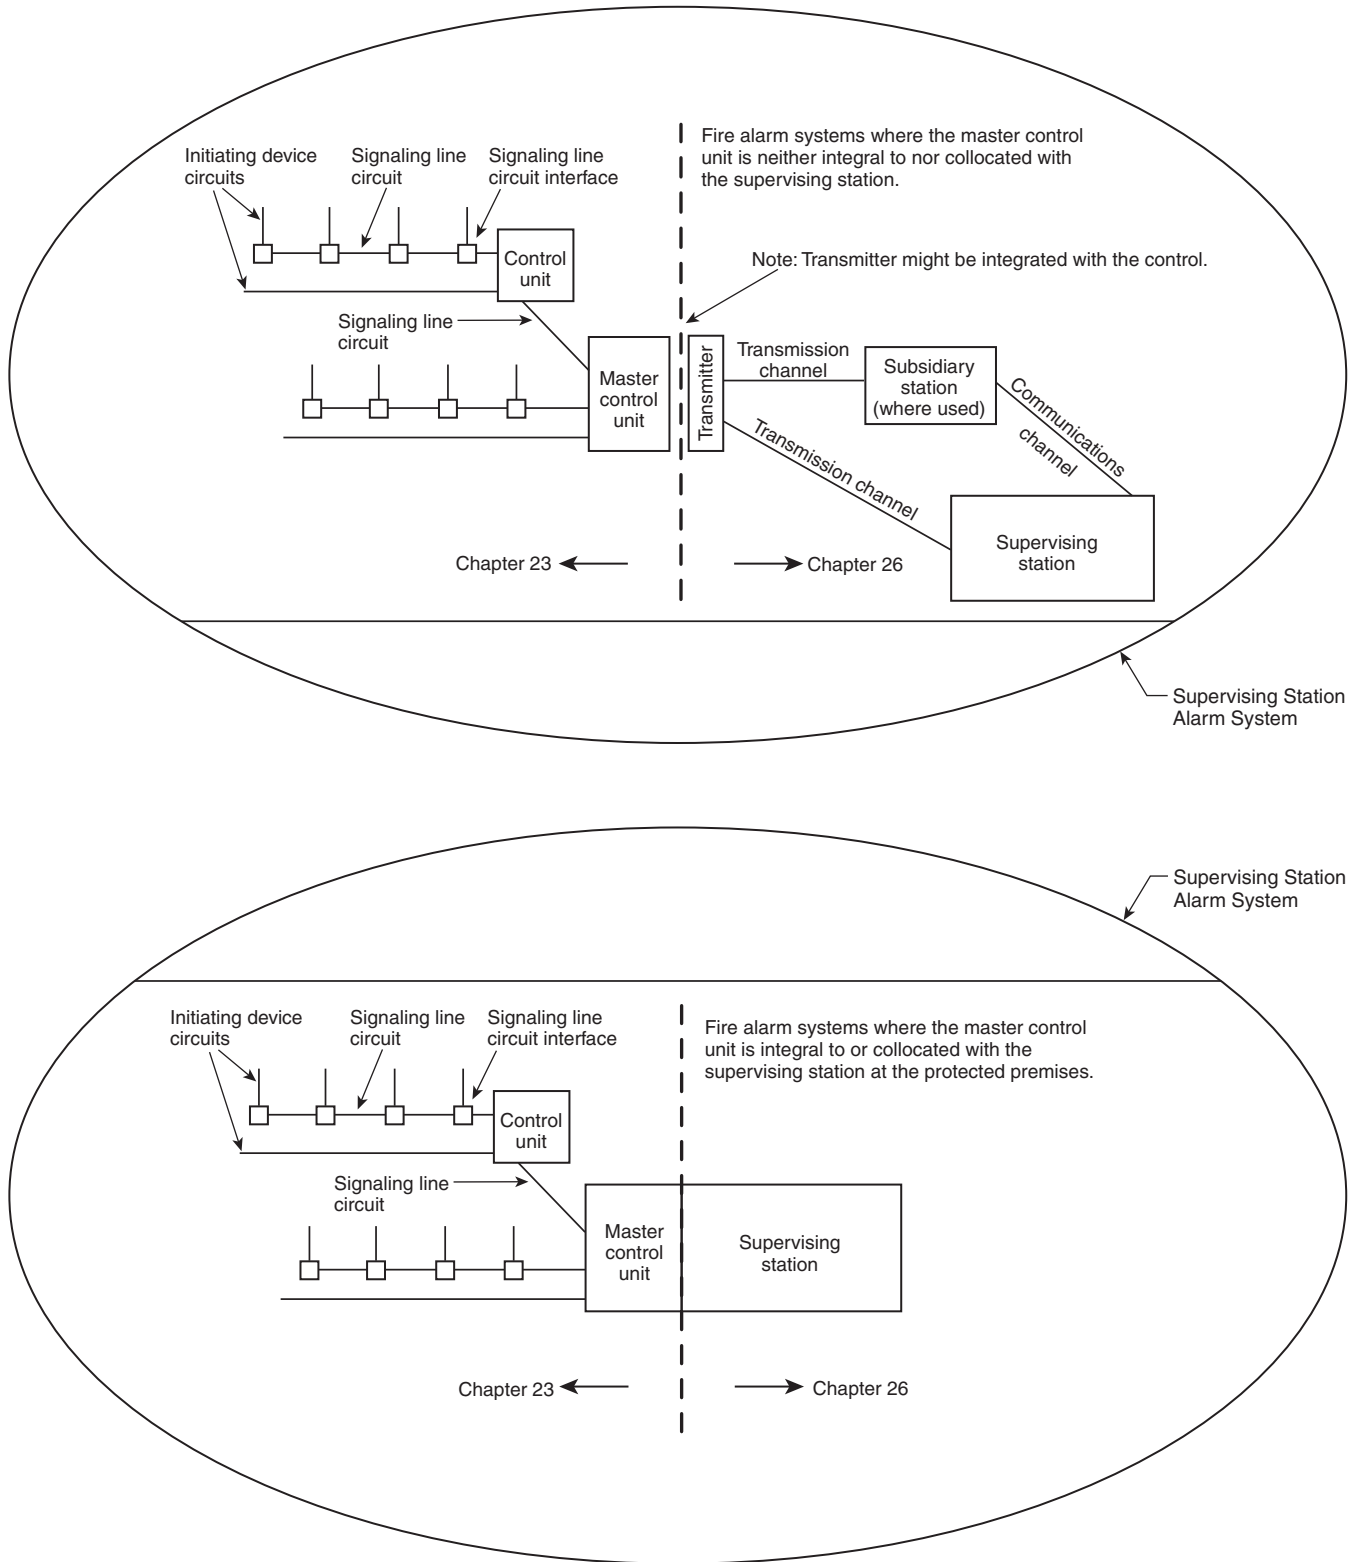 Fire alarm systems where the master control
unit is neither integral to nor collocated with
the supervising station.
Initiating device
circuits
Signaling line
circuit
Signaling line
circuit interface
Control
unit
Note: Transmitter might be integrated with the control.
Signaling line
circuit
Master
control
unit
Transmitter
Transmission
channel
Subsidiary
station
(where used)
Communications
channel
Transmission channel
Supervising
station
Chapter 23
Chapter 26
Supervising Station
Alarm System
Supervising Station
Alarm System
Initiating device
circuits
Signaling line
circuit
Signaling line
circuit interface
Fire alarm systems where the master control
unit is integral to or collocated with the
supervising station at the protected premises.
Control
unit
Signaling line
circuit
Master
control
unit
Supervising
station
Chapter 23
Chapter 26